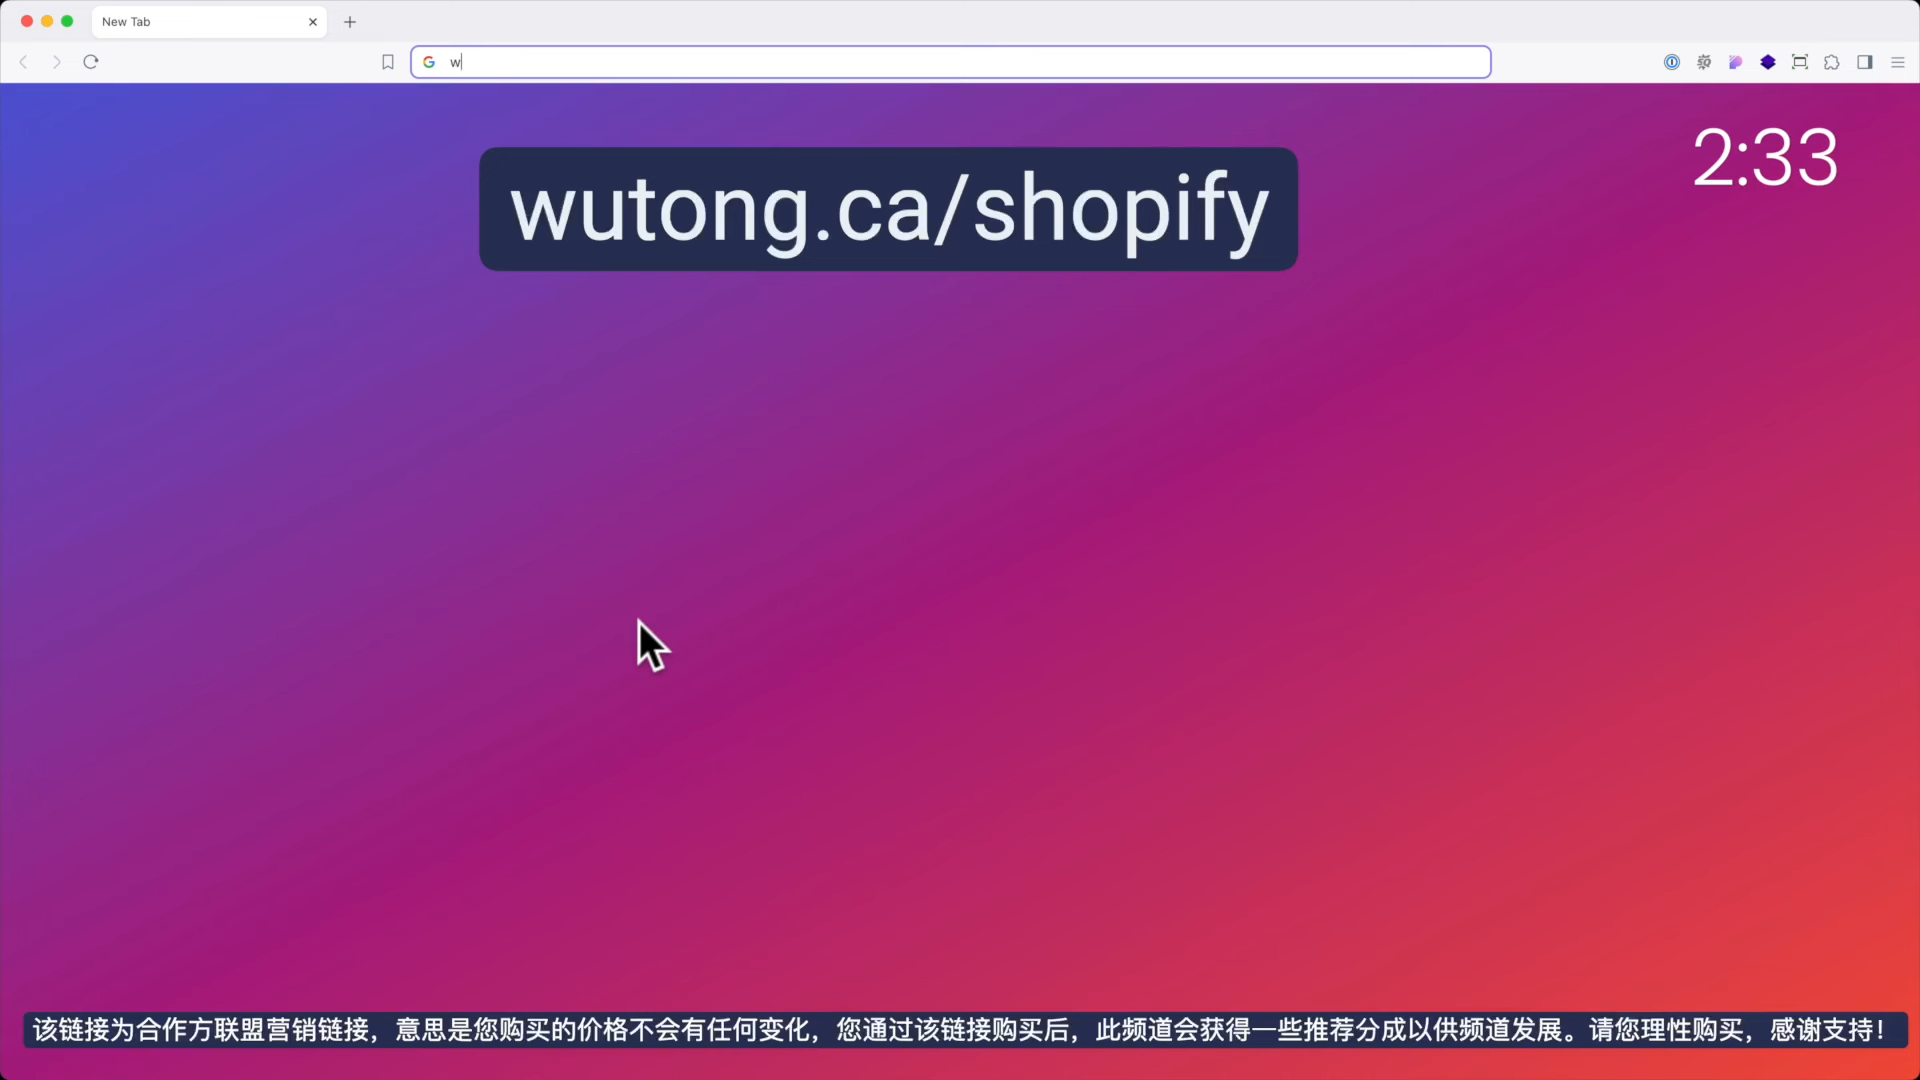 New Tab
w
2:33
wutong.ca/shopify
该链接为合作方联盟营销链接，意思是您购买的价格不会有任何变化，您通过该链接购买后，此频道会获得一些推荐分成以供频道发展。请您理性购买，感谢支持！